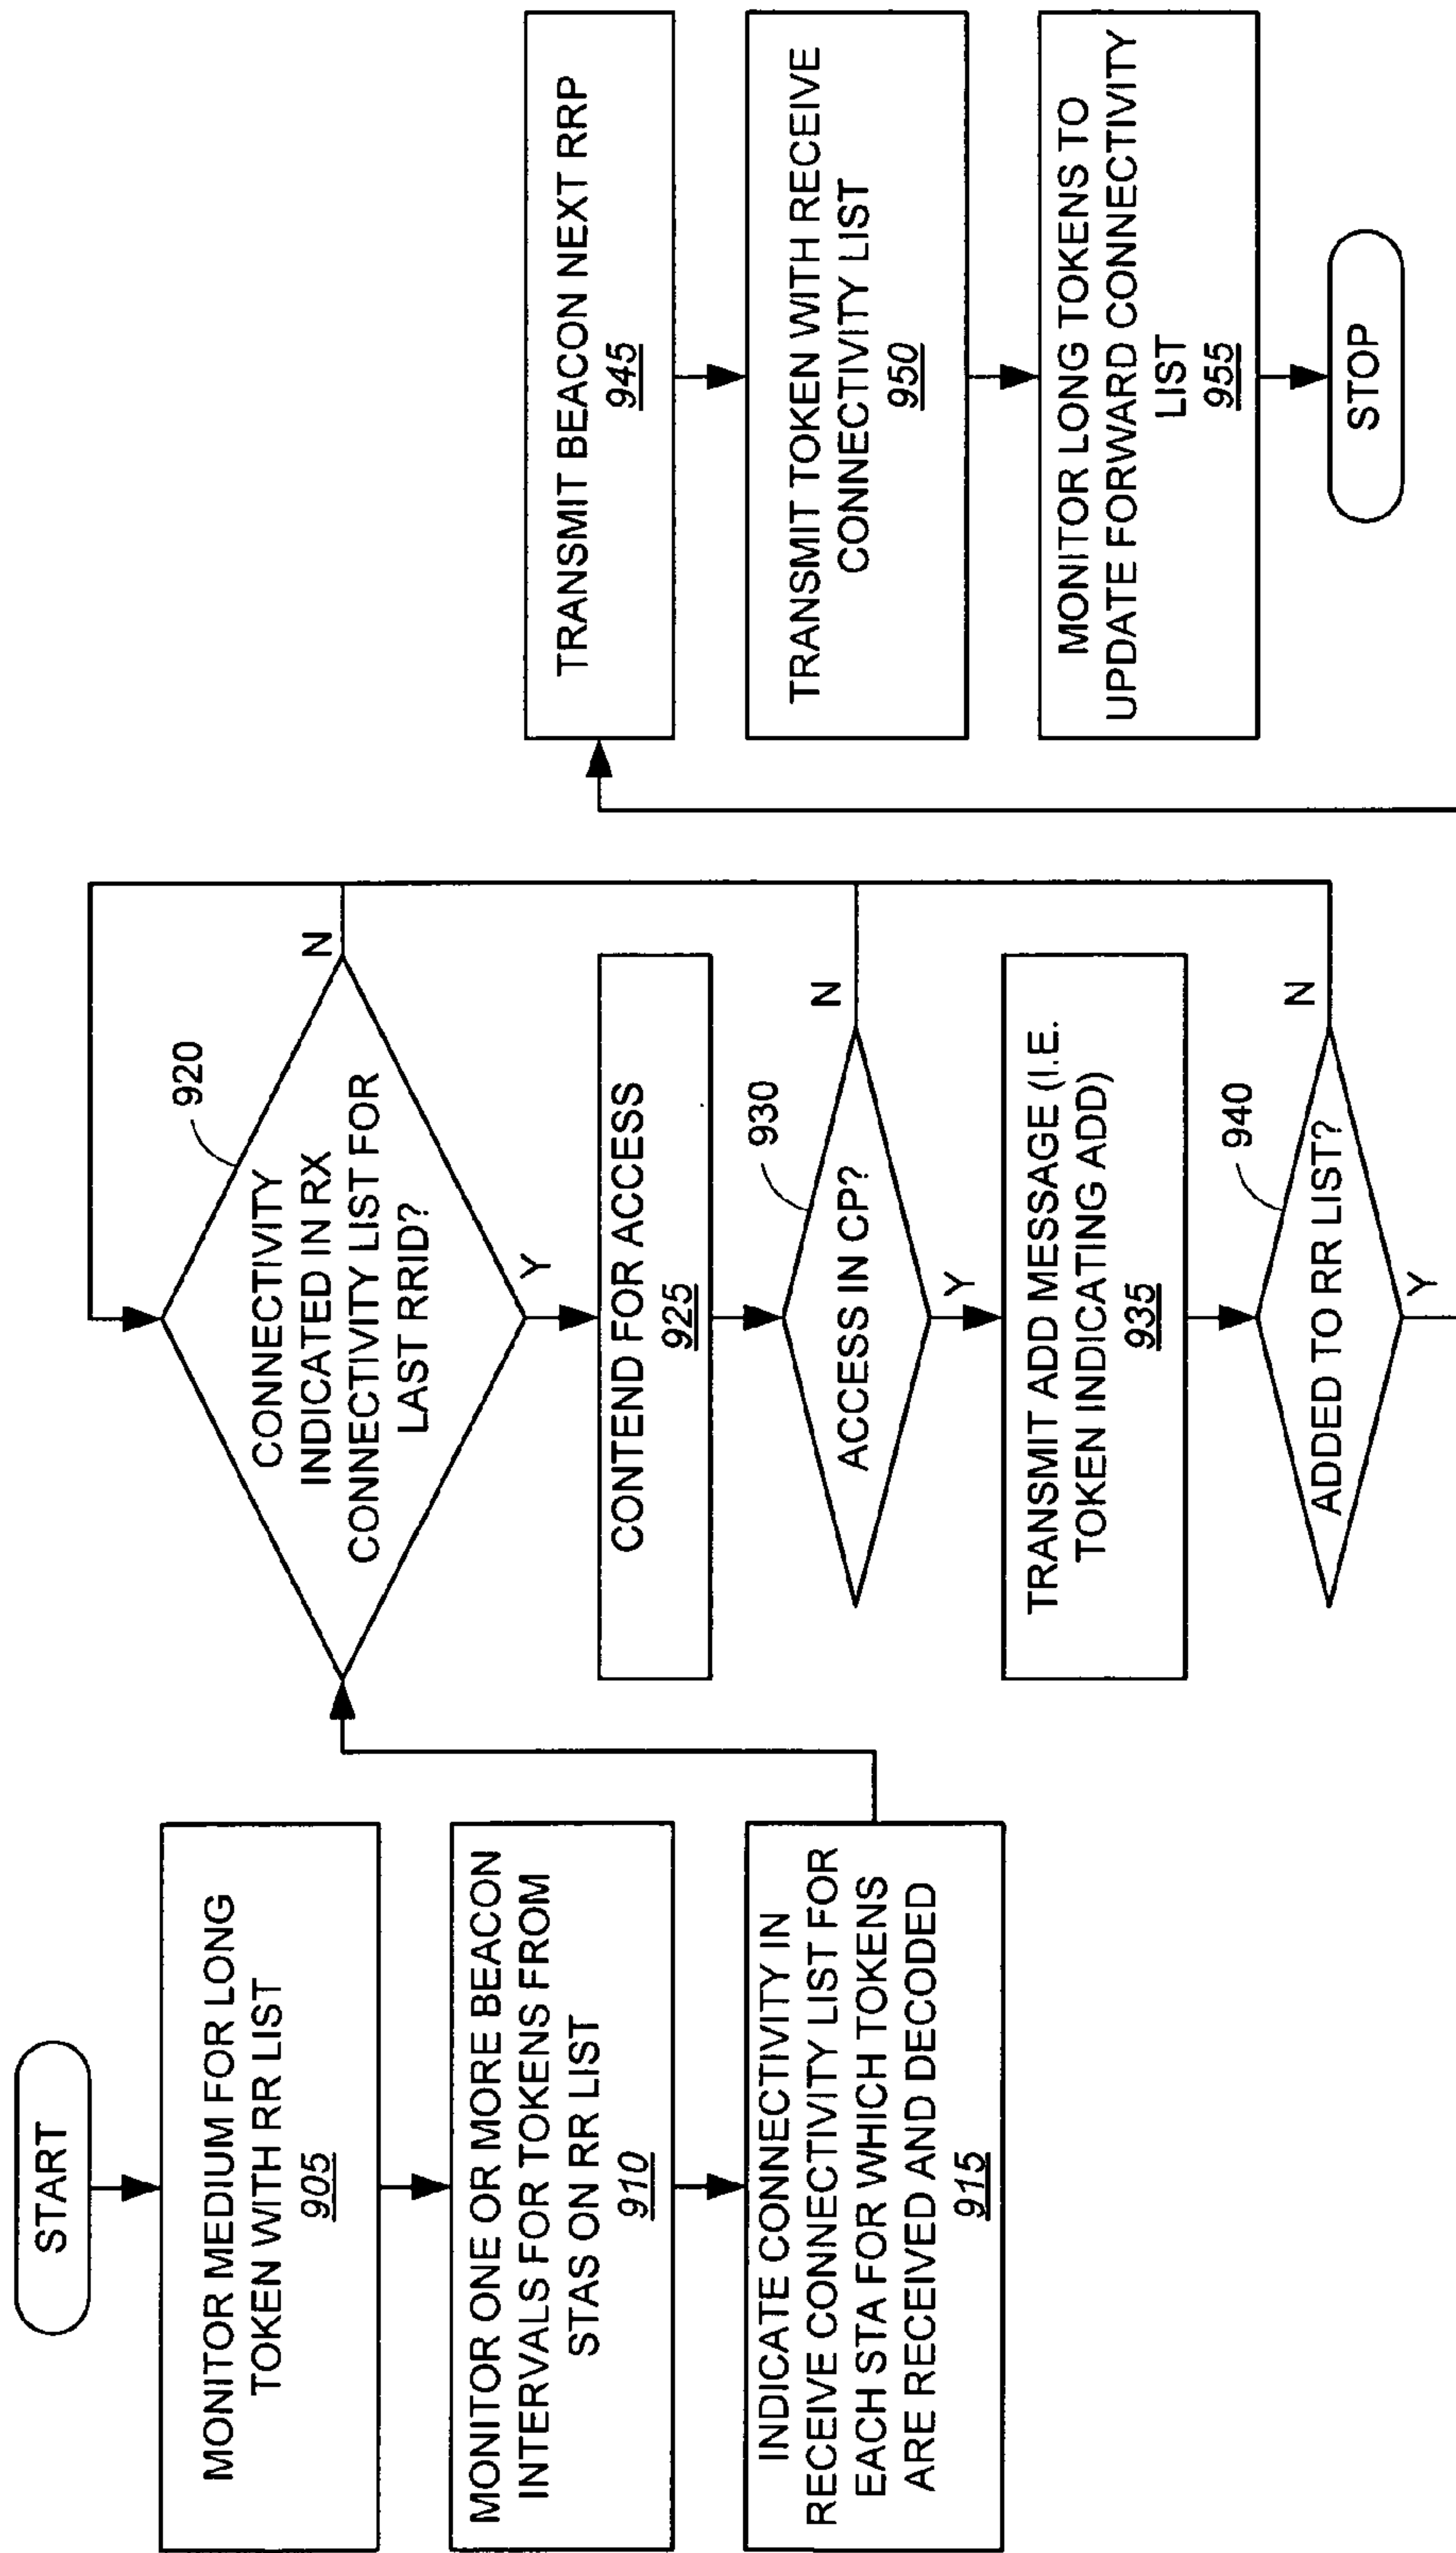 START
MONITOR MEDIUM FOR LONG
TOKEN WITH RR LIST
905
MONITOR ONE OR MORE BEACON
INTERVALS FOR TOKENS FROM
STAS ON RR LIST
910
INDICATE CONNECTIVITY IN
RECEIVE CONNECTIVITY LIST FOR
EACH STA FOR WHICH TOKENS
ARE RECEIVED AND DECODED
915
920
CONNECTIVITY
INDICATED IN RX
CONNECTIVITY LIST FOR
LAST RRID?
N
Y
CONTEND FOR ACCESS
925
930
ACCESS IN CP?
N
Y
TRANSMIT ADD MESSAGE (I.E.
TOKEN INDICATING ADD)
935
940
ADDED TO RR LIST?
N
Y
TRANSMIT BEACON NEXT RRP
945
TRANSMIT TOKEN WITH RECEIVE
CONNECTIVITY LIST
950
MONITOR LONG TOKENS TO
UPDATE FORWARD CONNECTIVITY
LIST
955
STOP